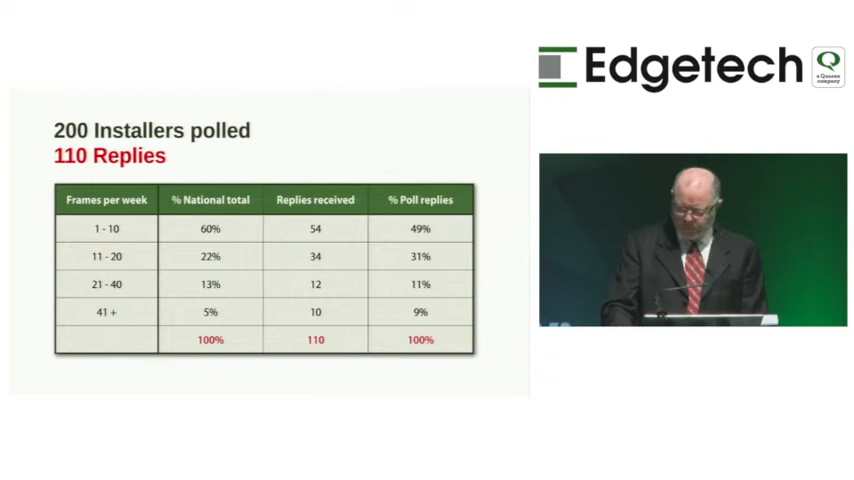 Edgetech
Q
a Quanex
company
200 Installers polled
110 Replies
Frames per week % National total Replies received % Poll replies
1 - 10 60% 54 49%
11 - 20 22% 34 31%
21 - 40 13% 12 11%
41 + 5% 10 9%
100% 110 100%